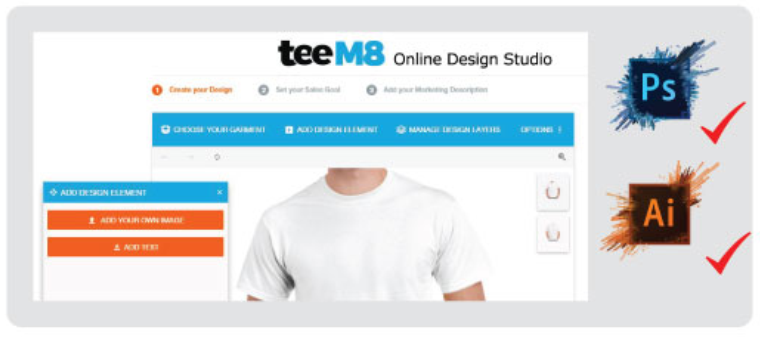 teeM8 Online Design Studio
1 Create your Design 2 Set your Sales Goal 3 Add your Marketing Description
CHOOSE YOUR GARMENT ADD DESIGN ELEMENT MANAGE DESIGN LAYERS OPTIONS
ADD DESIGN ELEMENT ×
ADD YOUR OWN IMAGE
ADD TEXT
Ps
Ai